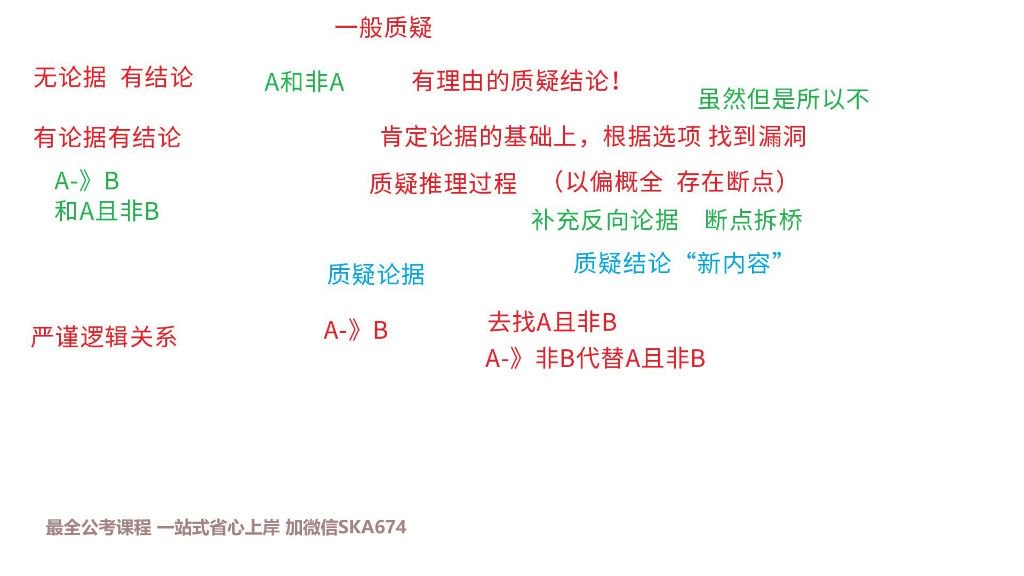 一般质疑
无论据 有结论 A和非A 有理由的质疑结论！
虽然但是所以不
有论据有结论 肯定论据的基础上，根据选项 找到漏洞
A-》B 质疑推理过程 （以偏概全 存在断点）
和A且非B 补充反向论据 断点拆桥
质疑论据 质疑结论“新内容”
严谨逻辑关系 A-》B 去找A且非B
A-》非B代替A且非B
最全公考课程 一站式省心上岸 加微信SKA674